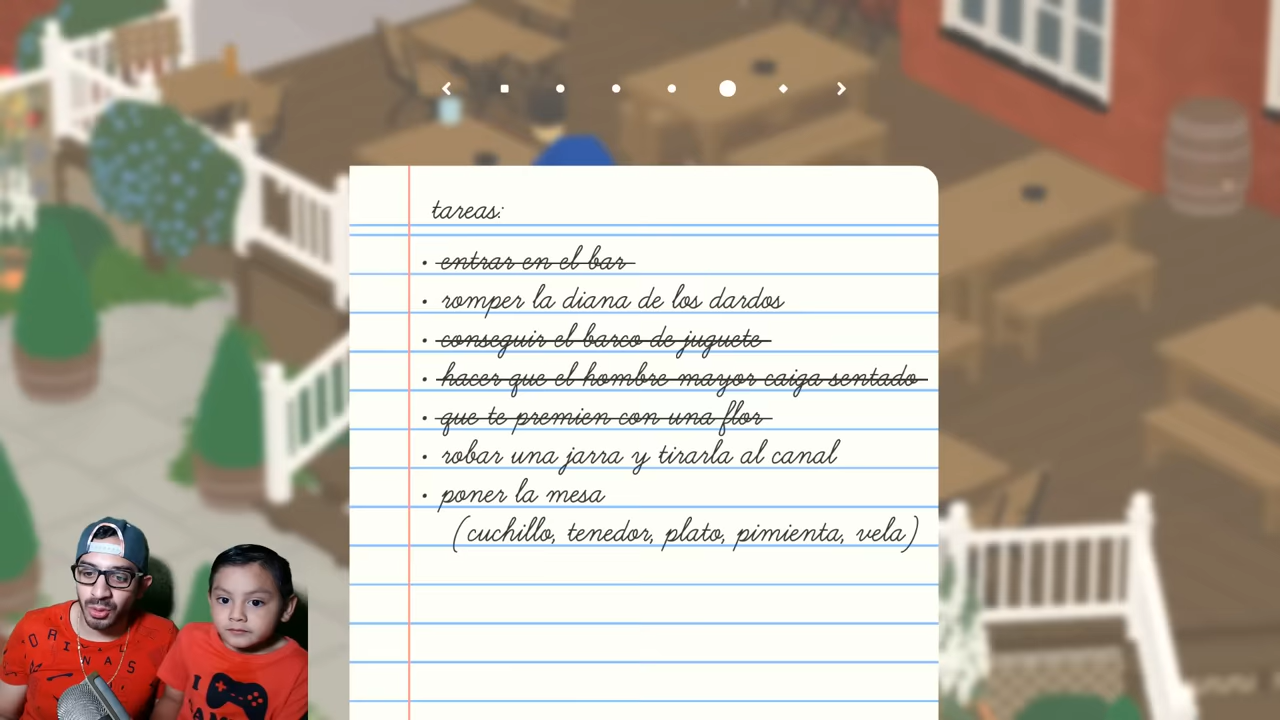 tareas:
• entrar en el bar
• romper la diana de los dardos
• conseguir el barco de juguete
• hacer que el hombre mayor caiga sentado
• que te premien con una flor
• robar una jarra y tirarla al canal
• poner la mesa
(cuchillo, tenedor, plato, pimienta, vela)